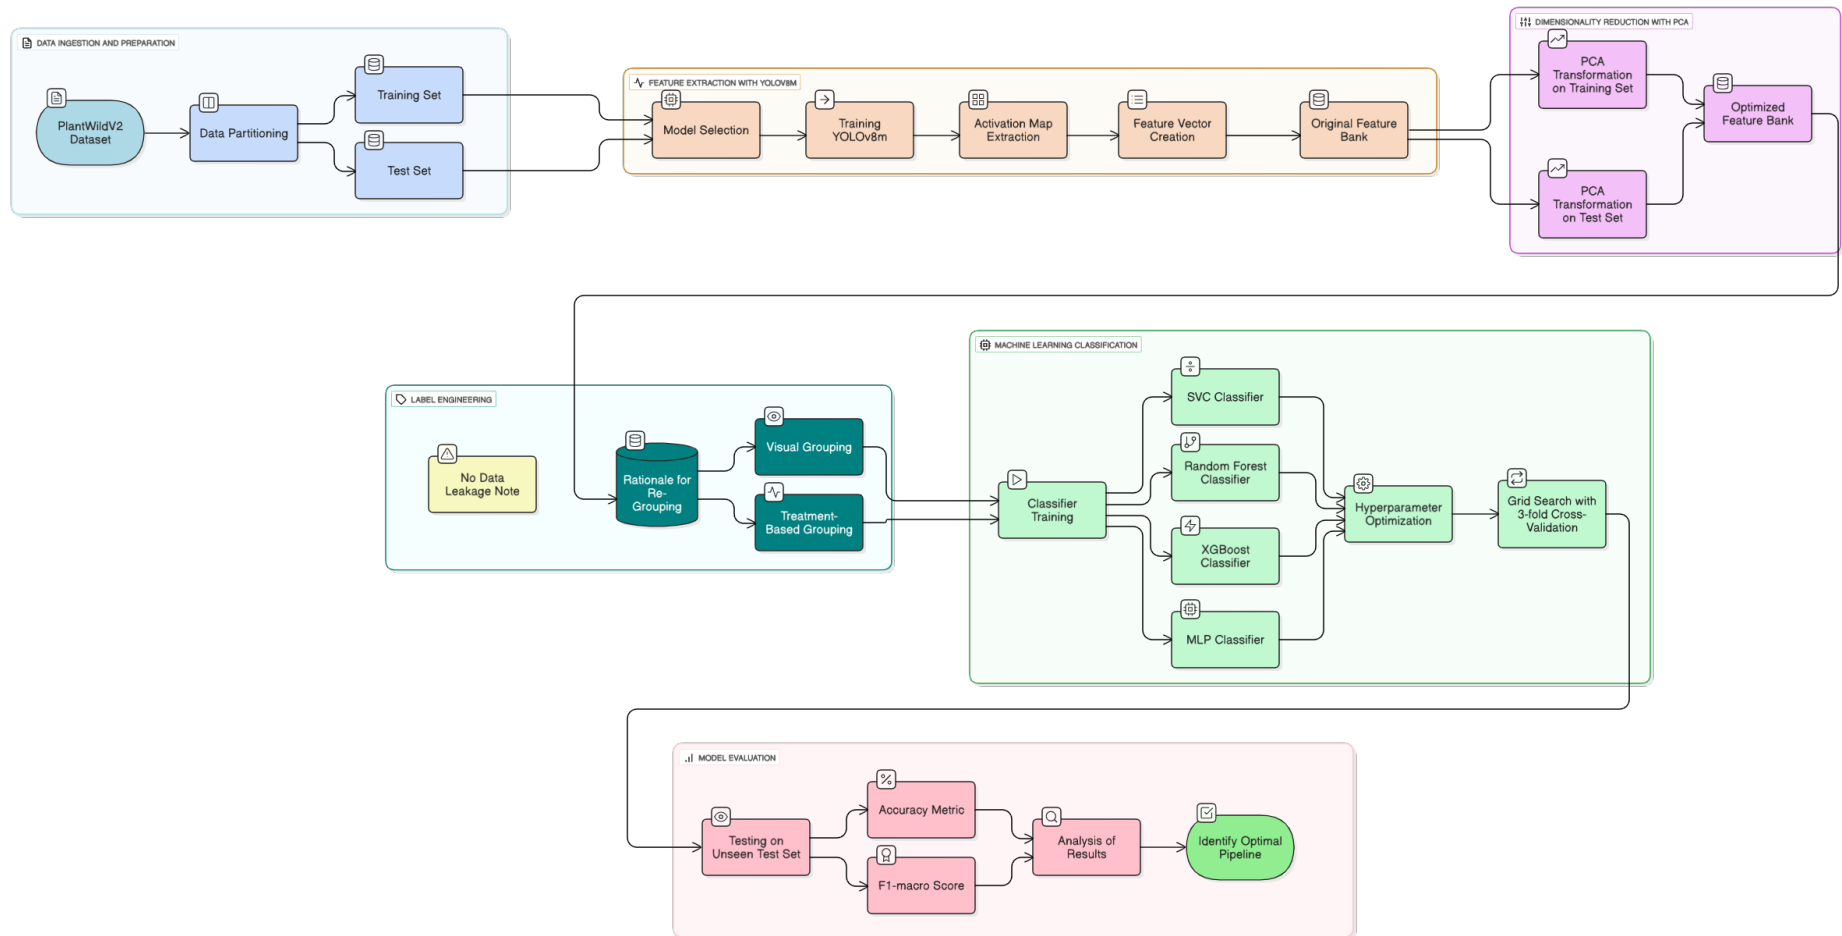 DATA INGESTION AND PREPARATION
PlantWildV2
Dataset
Data Partitioning
Training Set
Test Set
FEATURE EXTRACTION WITH YOLOV8M
Model Selection
Training
YOLOv8m
Activation Map
Extraction
Feature Vector
Creation
Original Feature
Bank
DIMENSIONALITY REDUCTION WITH PCA
PCA
Transformation
on Training Set
PCA
Transformation
on Test Set
Optimized
Feature Bank
LABEL ENGINEERING
No Data
Leakage Note
Rationale for
Re-
Grouping
Visual Grouping
Treatment-
Based Grouping
MACHINE LEARNING CLASSIFICATION
Classifier
Training
SVC Classifier
Random Forest
Classifier
XGBoost
Classifier
MLP Classifier
Hyperparameter
Optimization
Grid Search with
3-fold Cross-
Validation
MODEL EVALUATION
Testing on
Unseen Test Set
Accuracy Metric
F1-macro Score
Analysis of
Results
Identify Optimal
Pipeline